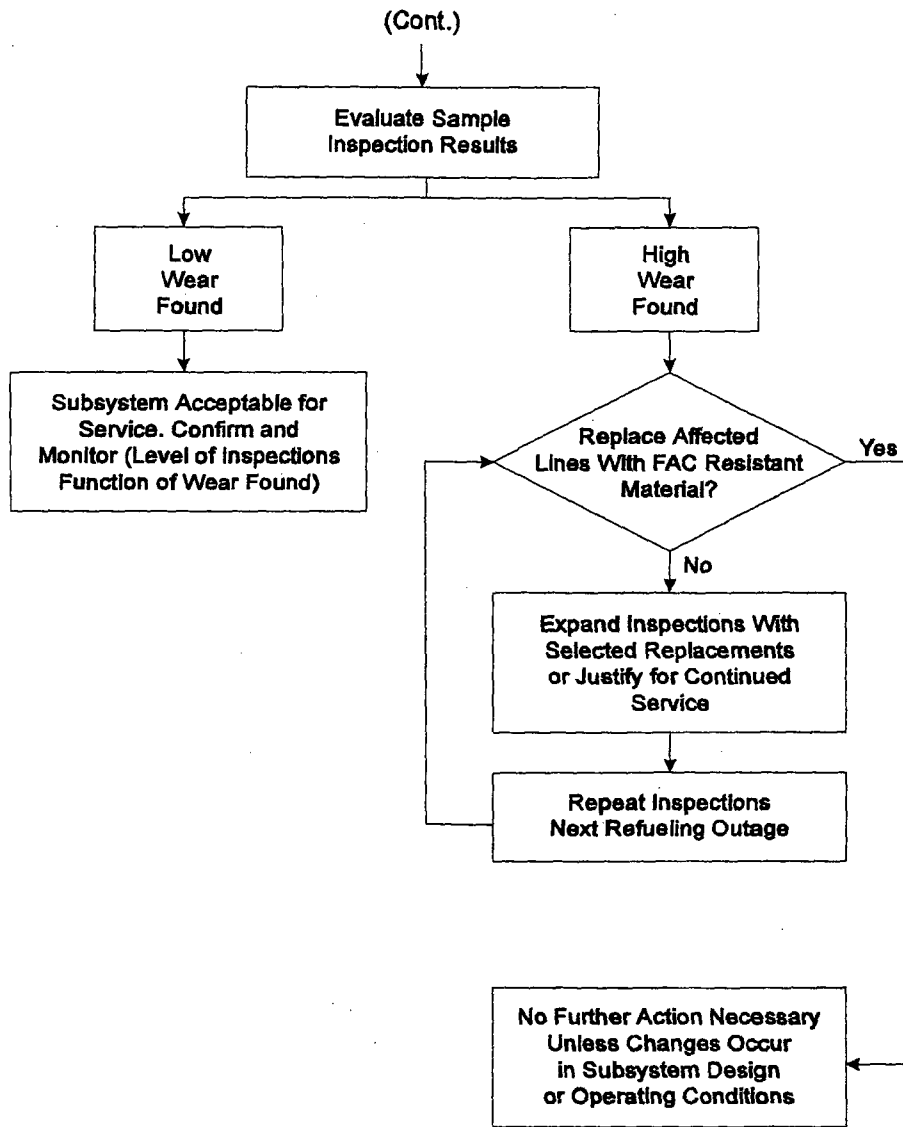 (Cont.)
Evaluate Sample
Inspection Results
Low
Wear
Found
High
Wear
Found
Subsystem Acceptable for
Service. Confirm and
Monitor (Level of Inspections
Function of Wear Found)
Replace Affected
Lines With FAC Resistant
Material?
Yes
No
Expand Inspections With
Selected Replacements
or Justify for Continued
Service
Repeat Inspections
Next Refueling Outage
No Further Action Necessary
Unless Changes Occur
in Subsystem Design
or Operating Conditions